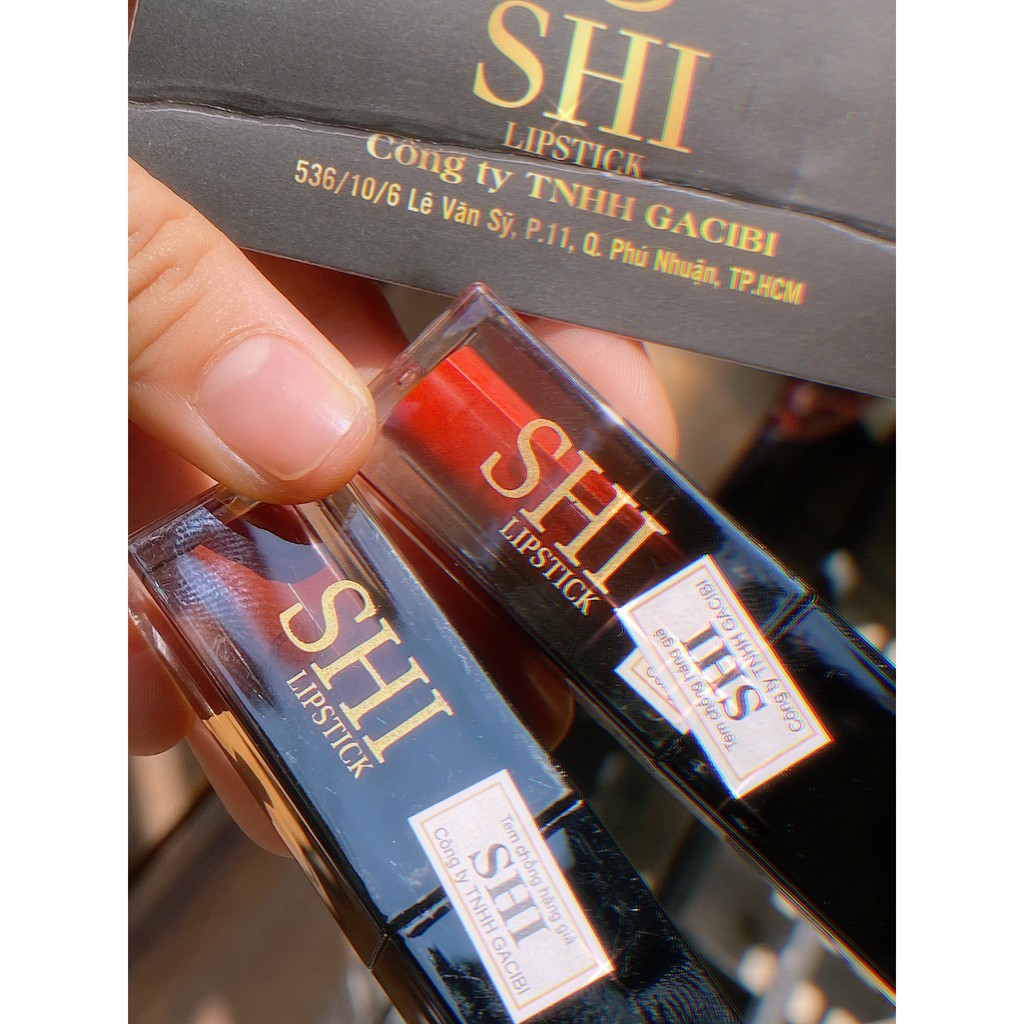 SHI
LIPSTICK
Công ty TNHH GACIBI
536/10/6 Lê Văn Sỹ, P.11, Q. Phú Nhuận, TP.HCM
SHI
LIPSTICK
Tem chống hàng giả
SHI
Công ty TNHH GACIBI
SHI
LIPSTICK
Tem chống hàng giả
SHI
Công ty TNHH GACIBI